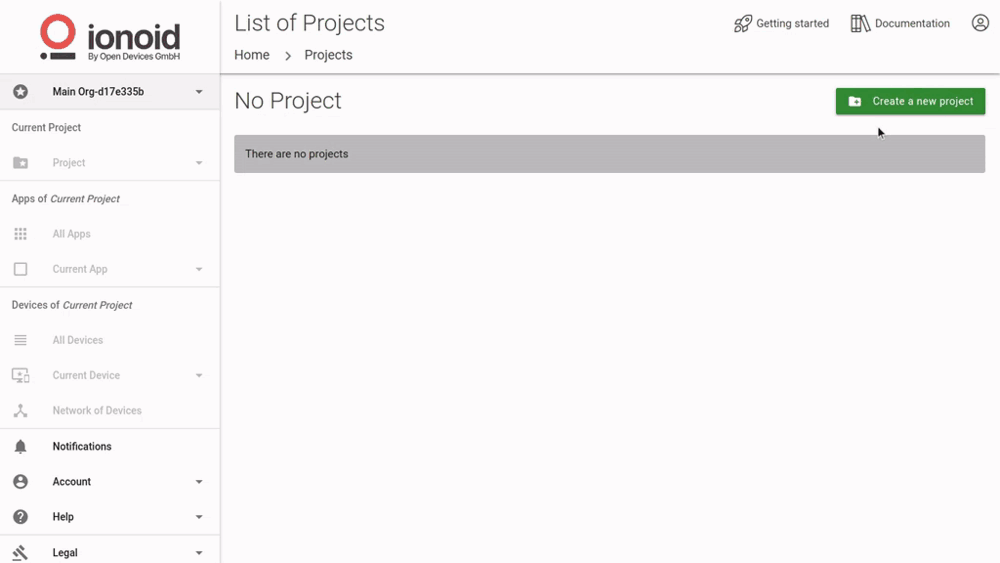 ionoid
By Open Devices GmbH
List of Projects
Getting started
Documentation
Home > Projects
Main Org-d17e335b
No Project
Create a new project
There are no projects
Current Project
Project
Apps of Current Project
All Apps
Current App
Devices of Current Project
All Devices
Current Device
Network of Devices
Notifications
Account
Help
Legal